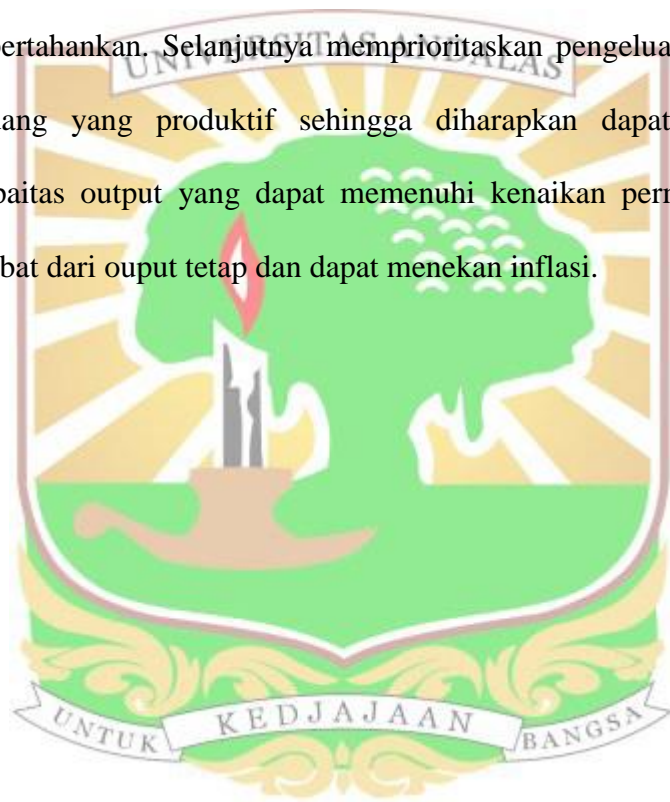 pertahankan. Selanjutnya memprioritaskan pengelua
UNIVERSITAS ANDALAS
ang yang produktif sehingga diharapkan dapat
paitas output yang dapat memenuhi kenaikan perm
bat dari ouput tetap dan dapat menekan inflasi.
UNTUK KEDJAJAAN BANGSA